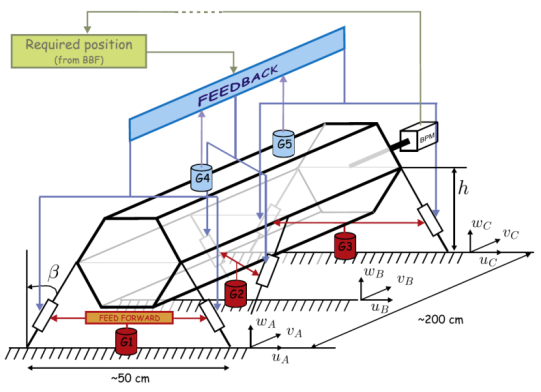 Required position
(from BBF)
FEEDBACK
G5
G4
BPM
h
w_C
v_C
u_C
G3
β
G2
w_B
v_B
u_B
FEED FORWARD
G1
w_A
v_A
u_A
~200 cm
~50 cm